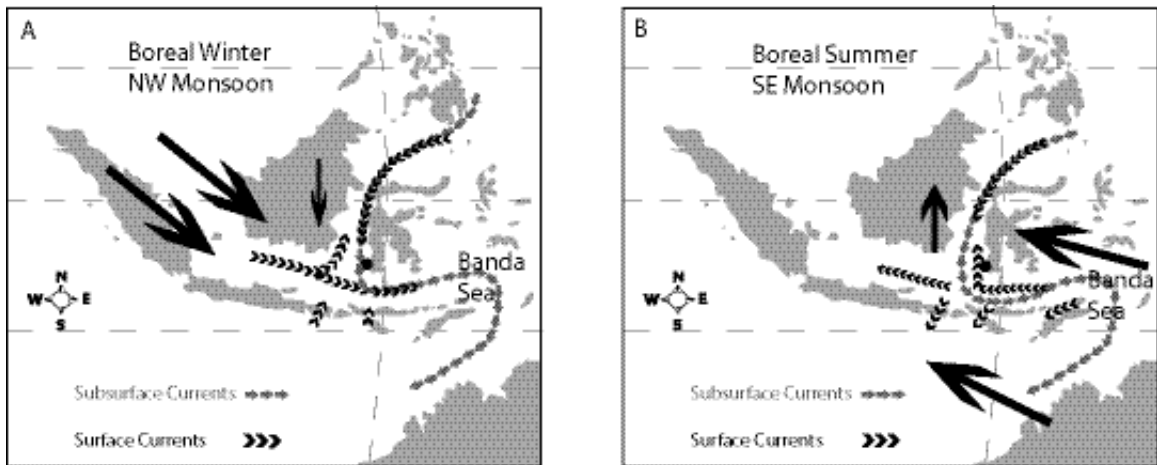 A
Boreal Winter
NW Monsoon
Banda
Sea
N
W E
S
Subsurface Currents
Surface Currents
B
Boreal Summer
SE Monsoon
Banda
Sea
N
W E
S
Subsurface Currents
Surface Currents